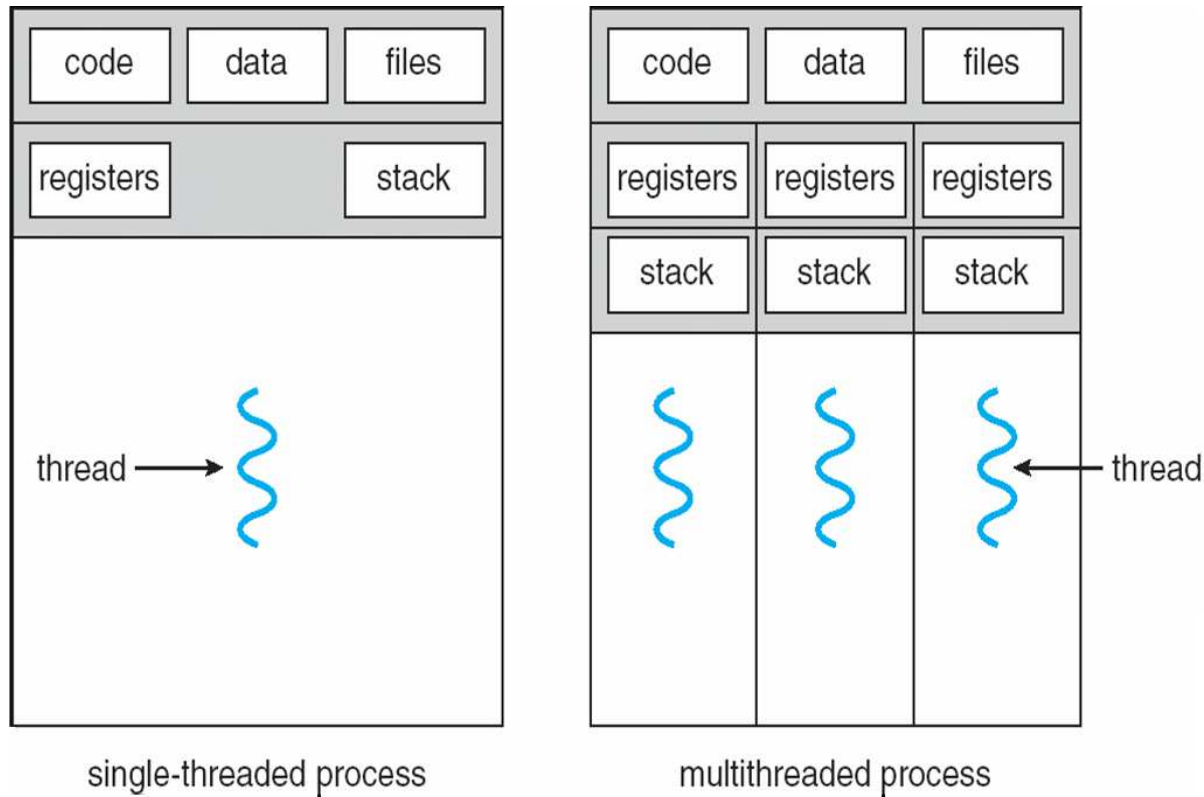 code data files
registers stack
thread
single-threaded process
code data files
registers registers registers
stack stack stack
thread
multithreaded process